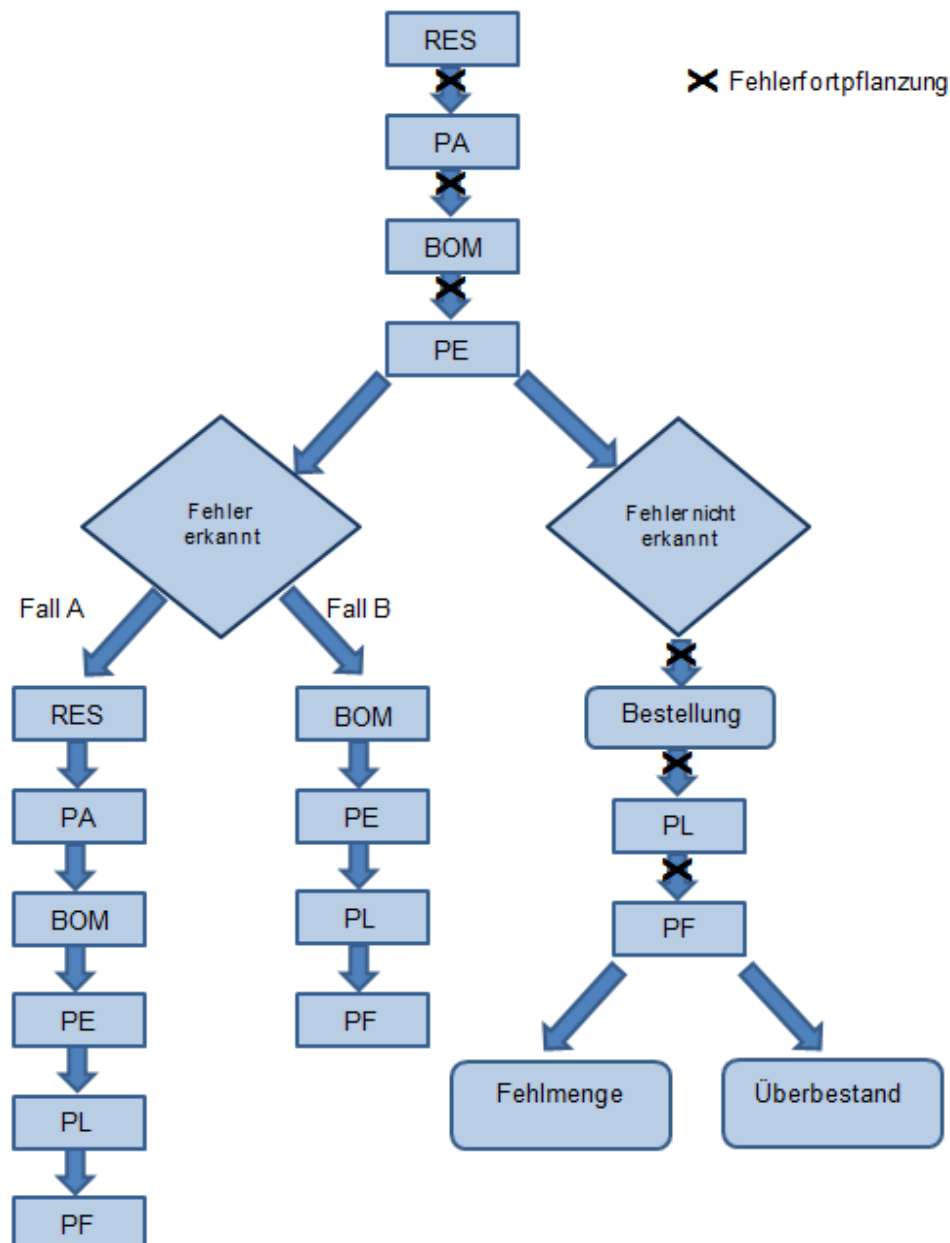 RES
Fehlerfortpflanzung
PA
BOM
PE
Fehler
erkannt
Fehler nicht
erkannt
Fall A
Fall B
RES
BOM
Bestellung
PA
PE
PL
BOM
PL
PF
PE
PF
Fehlmenge
Überbestand
PL
PF